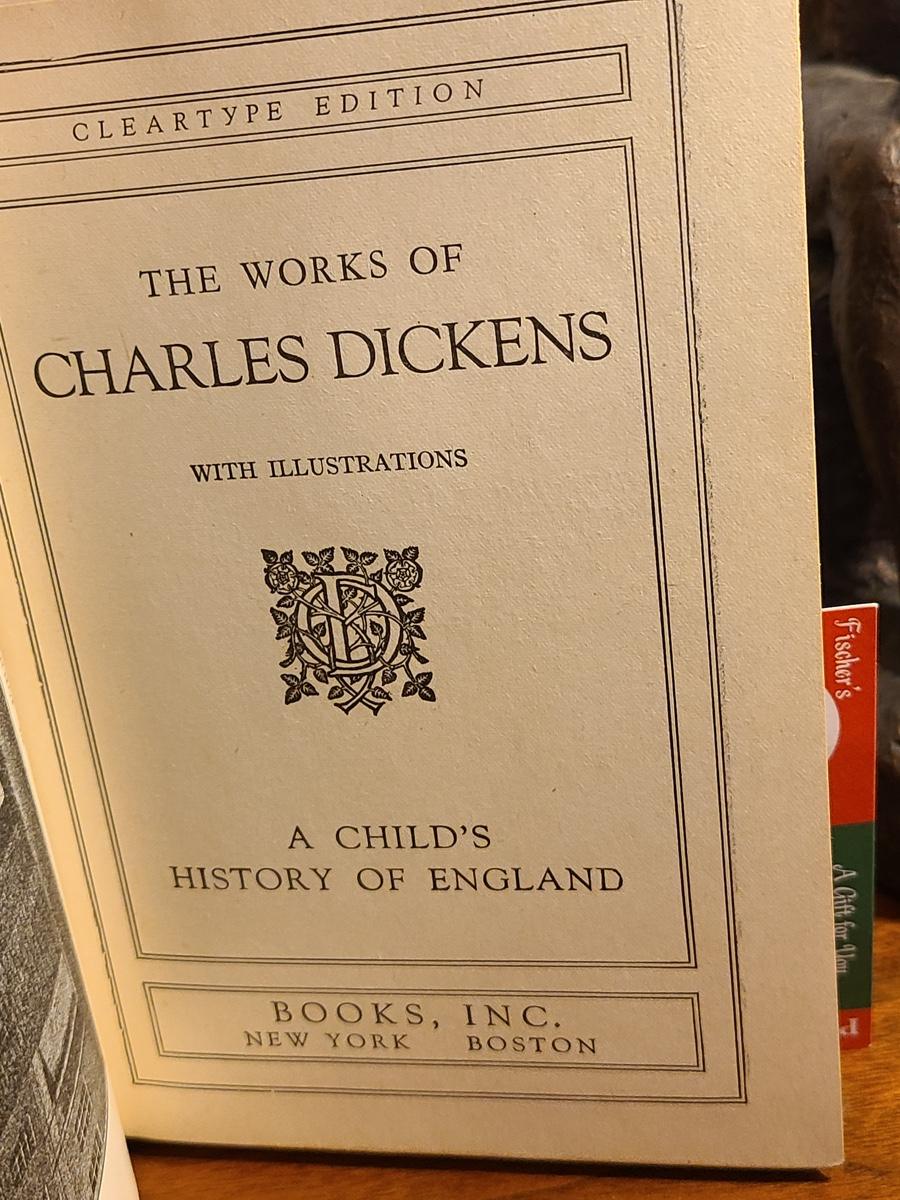 CLEARTYPE EDITION
THE WORKS OF
CHARLES DICKENS
WITH ILLUSTRATIONS
A CHILD'S
HISTORY OF ENGLAND
BOOKS, INC.
NEW YORK BOSTON
Fischer's
A Gift for You